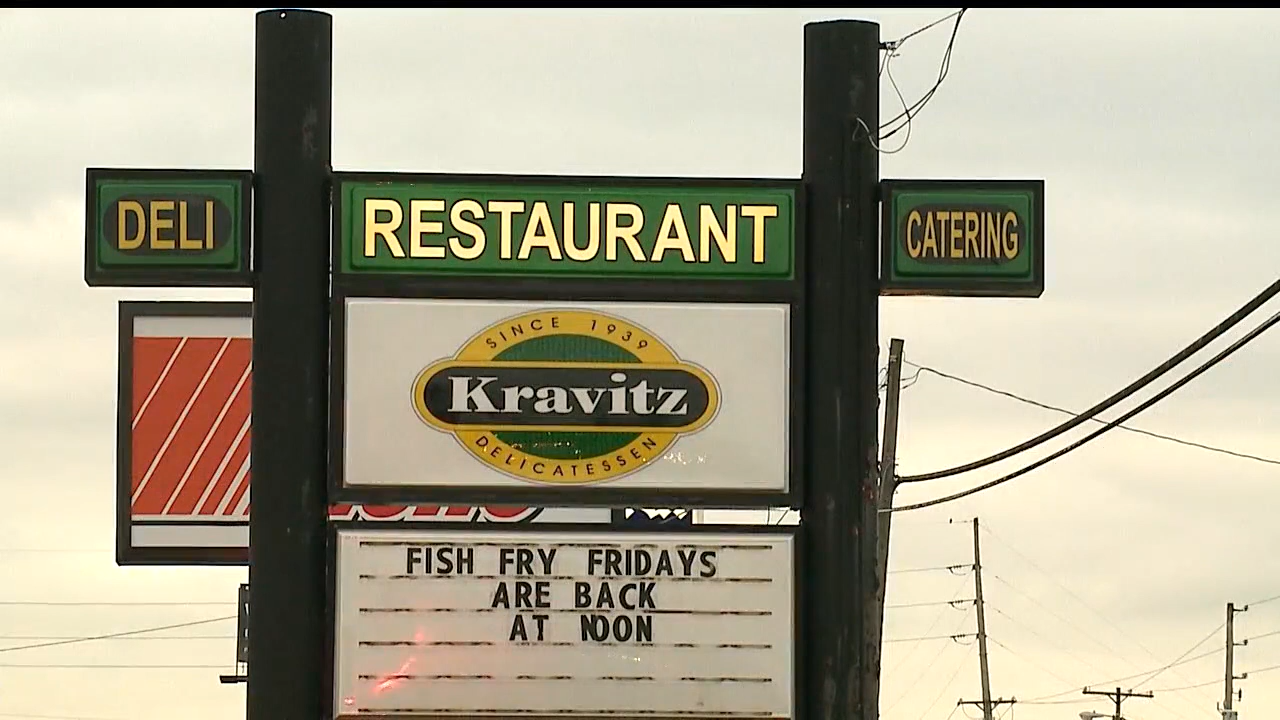 DELI
RESTAURANT
CATERING
SINCE 1939
Kravitz
DELICATESSEN
FISH FRY FRIDAYS
ARE BACK
AT NOON